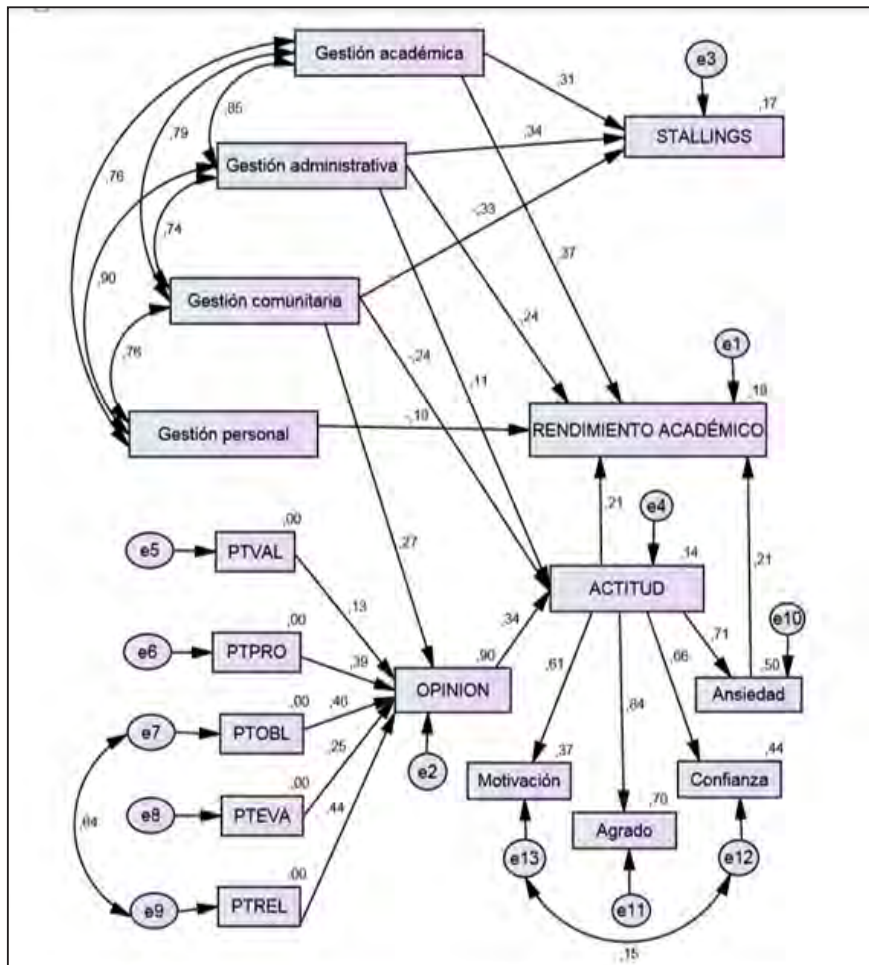 Gestión académica
e3
,31
,17
STALLINGS
,85
,79
,34
,76
Gestión administrativa
-,33
,74
,37
,90
Gestión comunitaria
,24
-,24
,11
e1
,76
,19
RENDIMIENTO ACADÉMICO
Gestión personal
-,19
,21
e4
,00
,27
e5
PTVAL
,14
,21
ACTITUD
,13
,34
e10
,00
,90
,71
e6
PTPRO
,39
,61
,66
,50
OPINION
Ansiedad
,00
,46
,84
e7
PTOBL
,25
,37
,44
,00
e2
Motivación
Confianza
,44
,70
e8
PTEVA
Agrado
,00
e13
e12
e9
PTREL
e11
,15